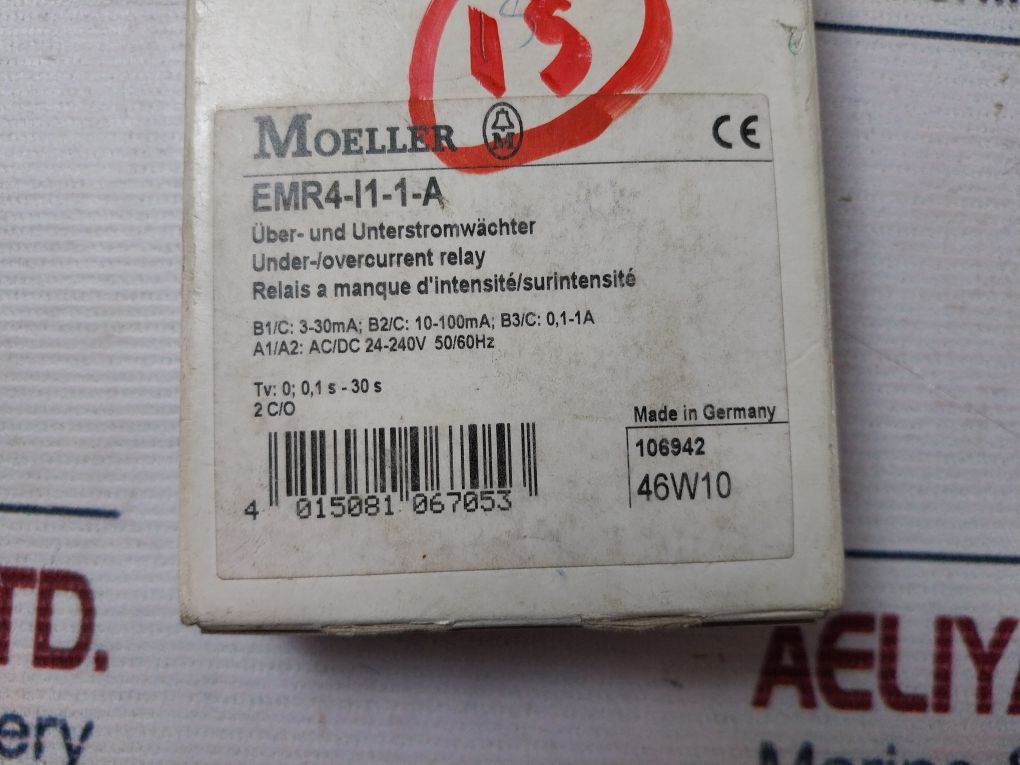 15
MOELLER M CE
EMR4-I1-1-A
Über- und Unterstromwächter
Under-/overcurrent relay
Relais a manque d'intensité/surintensité
B1/C: 3-30mA; B2/C: 10-100mA; B3/C: 0,1-1A
A1/A2: AC/DC 24-240V 50/60Hz
Tv: 0; 0,1 s - 30 s
2 C/O
Made in Germany
106942
46W10
4 015081 067053
TD.
ery
AELIYA